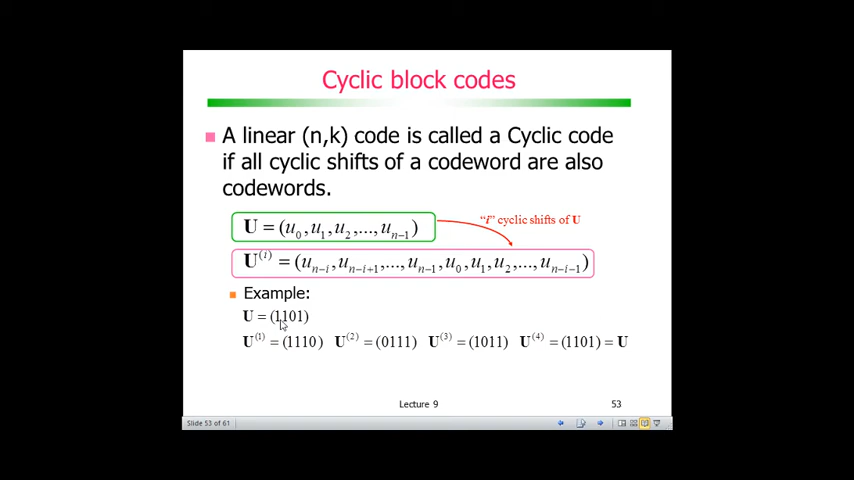 Cyclic block codes
A linear (n,k) code is called a Cyclic code
if all cyclic shifts of a codeword are also
codewords.
"i" cyclic shifts of U
U = (u₀,u₁,u₂,...,uₙ₋₁)
U⁽ⁱ⁾ = (uₙ₋ᵢ,uₙ₋ᵢ₊₁,...,uₙ₋₁,u₀,u₁,u₂,...,uₙ₋ᵢ₋₁)
Example:
U = (1101)
U⁽¹⁾ = (1110) U⁽²⁾ = (0111) U⁽³⁾ = (1011) U⁽⁴⁾ = (1101) = U
Lecture 9 53
Slide 53 of 61